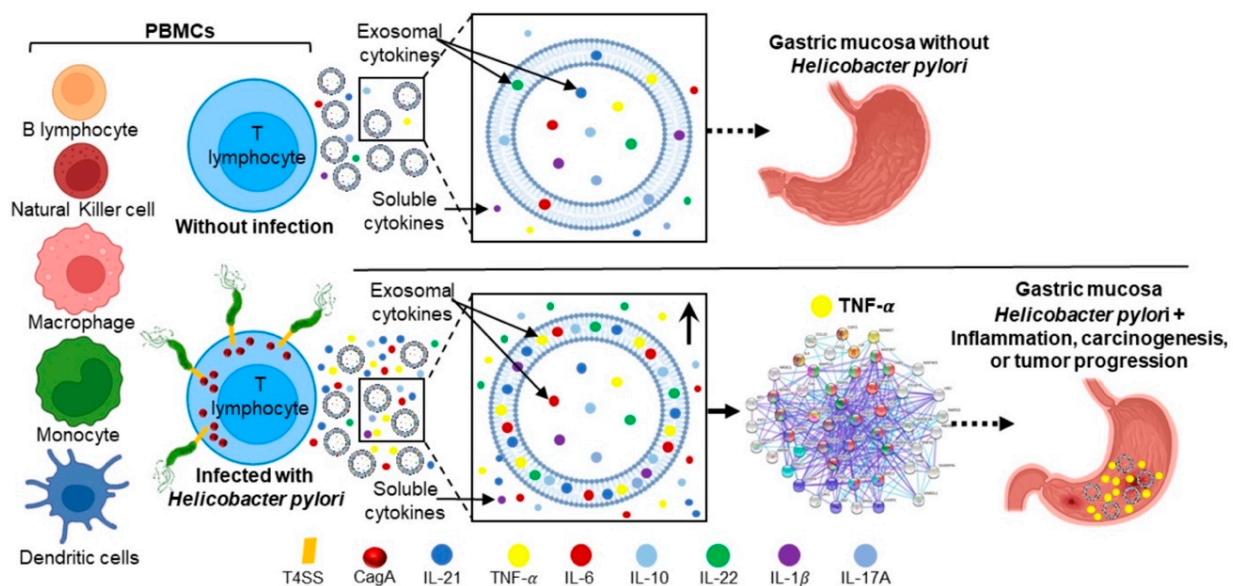 PBMCs
B lymphocyte
Natural Killer cell
Macrophage
Monocyte
Dendritic cells
T
lymphocyte
Without infection
Exosomal
cytokines
Soluble
cytokines
Gastric mucosa without
Helicobacter pylori
T
lymphocyte
Infected with
Helicobacter pylori
Exosomal
cytokines
Soluble
cytokines
TNF-α
Gastric mucosa
Helicobacter pylori +
Inflammation, carcinogenesis,
or tumor progression
T4SS
CagA
IL-21
TNF-α
IL-6
IL-10
IL-22
IL-1β
IL-17A